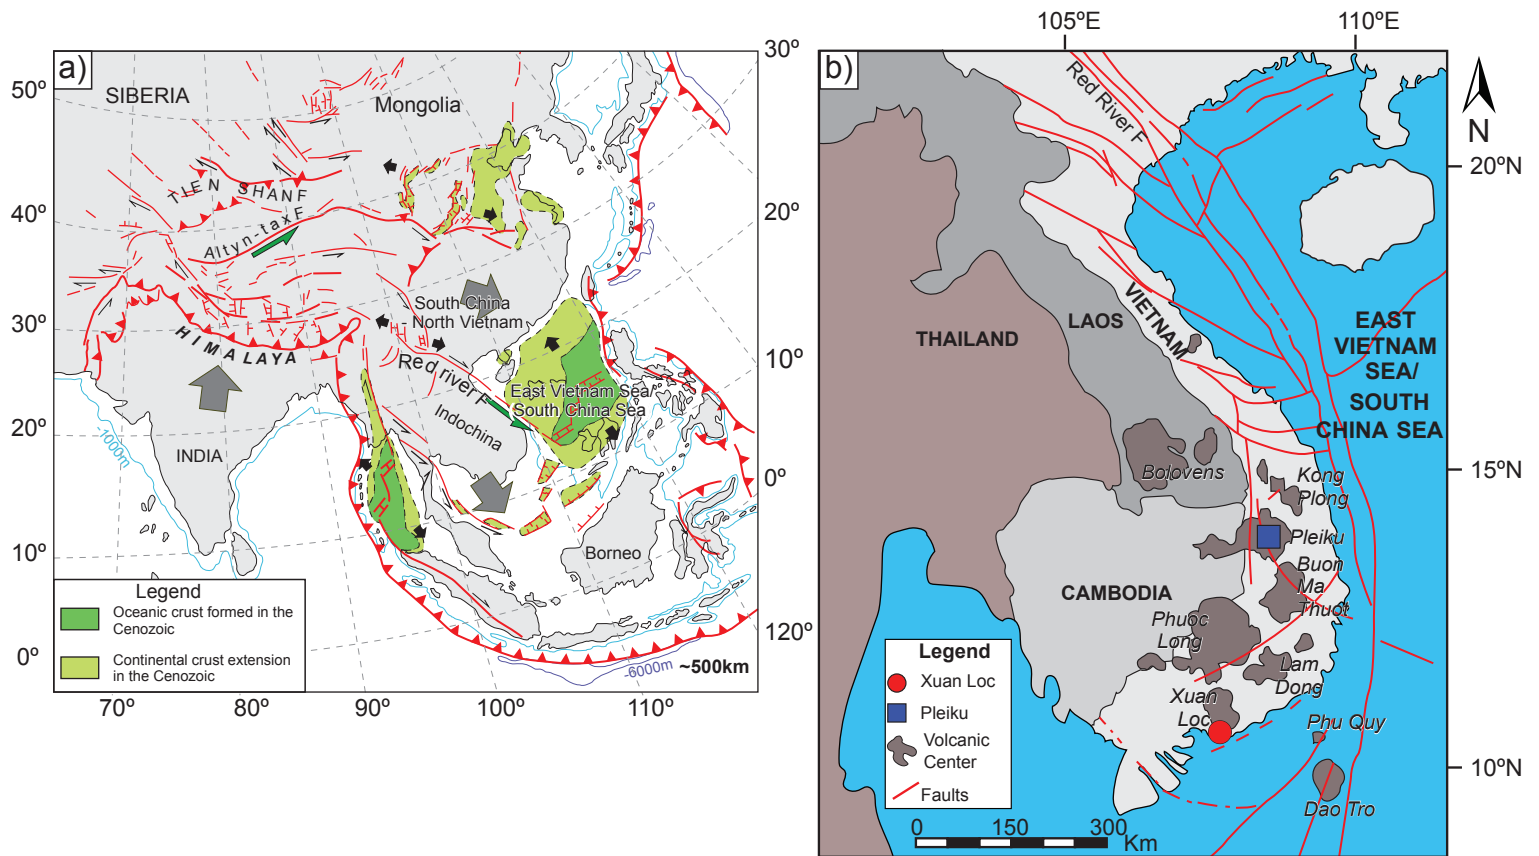 a)
SIBERIA
Mongolia
TIEN SHANF
Altyn-taxF
HIMALAYA
South China
- North Vietnam
Red river F
Indochina
East Vietnam Sea/
South China Sea
INDIA
Borneo
-1000m
-6000m
~500km
Legend
Oceanic crust formed in the
Cenozoic
Continental crust extension
in the Cenozoic
50º
40º
30º
20º
10º
0º
70º
80º
90º
100º
110º
30º
20º
10º
0º
120º
b)
105ºE
110ºE
N
20ºN
15ºN
10ºN
Red River F
VIETNAM
LAOS
THAILAND
CAMBODIA
EAST
VIETNAM
SEA/
SOUTH
CHINA SEA
Bolovens
Kong
Plong
Pleiku
Buon
Ma
Thuot
Phuoc
Long
Lam
Dong
Xuan
Loc
Phu Quy
Dao Tro
Legend
Xuan Loc
Pleiku
Volcanic
Center
Faults
0
150
300
Km